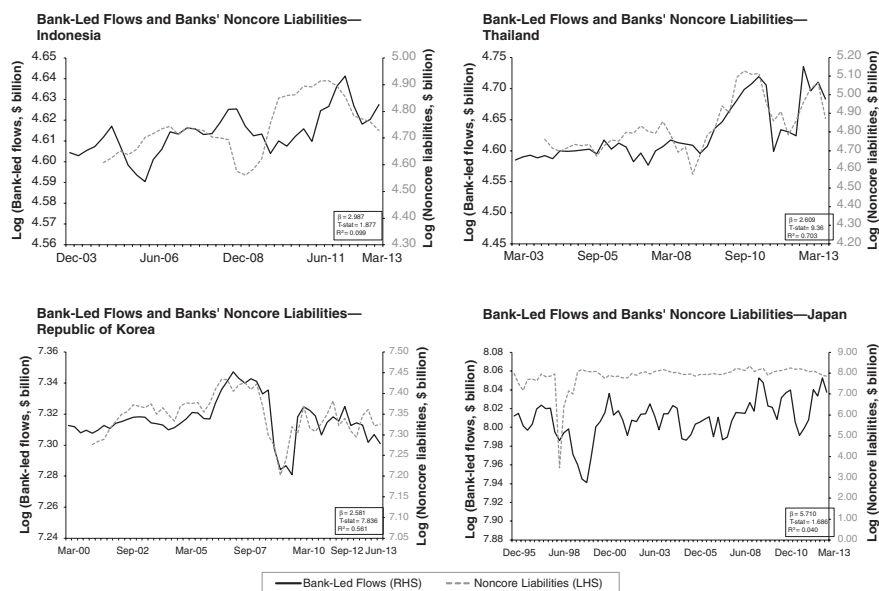 Bank-Led Flows and Banks' Noncore Liabilities—
Indonesia
Log (Bank-led flows, $ billion)
4.65
4.64
4.63
4.62
4.60
4.59
4.58
4.57
4.56
5.00
4.90
4.80
4.70
4.60
4.50
4.40
4.30
Log (Noncore liabilities, $ billion)
β = 2.987
T-stat = 1.877
R² = 0.099
Dec-03 Jun-06 Dec-08 Jun-11 Mar-13
Bank-Led Flows and Banks' Noncore Liabilities—
Thailand
Log (Bank-led flows, $ billion)
4.75
4.70
4.65
4.60
4.55
4.50
4.45
5.20
5.10
5.00
4.90
4.80
4.70
4.60
4.50
4.40
4.30
4.20
Log (Noncore liabilities, $ billion)
β = 2.609
T-stat = 9.36
R² = 0.703
Mar-03 Sep-05 Mar-08 Sep-10 Mar-13
Bank-Led Flows and Banks' Noncore Liabilities—
Republic of Korea
Log (Bank-led flows, $ billion)
7.36
7.34
7.32
7.30
7.28
7.26
7.24
7.50
7.45
7.40
7.35
7.30
7.25
7.20
7.15
7.10
7.05
Log (Noncore liabilities, $ billion)
β = 2.581
T-stat = 7.836
R² = 0.561
Mar-00 Sep-02 Mar-05 Sep-07 Mar-10 Sep-12 Jun-13
Bank-Led Flows and Banks' Noncore Liabilities—Japan
Log (Bank-led flows, $ billion)
8.08
8.06
8.04
8.02
8.00
7.98
7.96
7.94
7.92
7.90
7.88
9.00
8.00
7.00
6.00
5.00
4.00
3.00
2.00
1.00
0.00
Log (Noncore liabilities, $ billion)
β = 5.710
T-stat = 1.686
R² = 0.040
Dec-95 Jun-98 Dec-00 Jun-03 Dec-05 Jun-08 Dec-10 Mar-13
Bank-Led Flows (RHS) Noncore Liabilities (LHS)